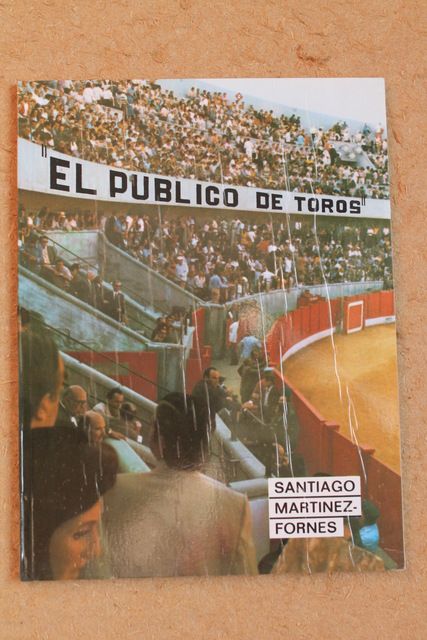 "EL PUBLICO DE TOROS"
SANTIAGO
MARTINEZ-
FORNES